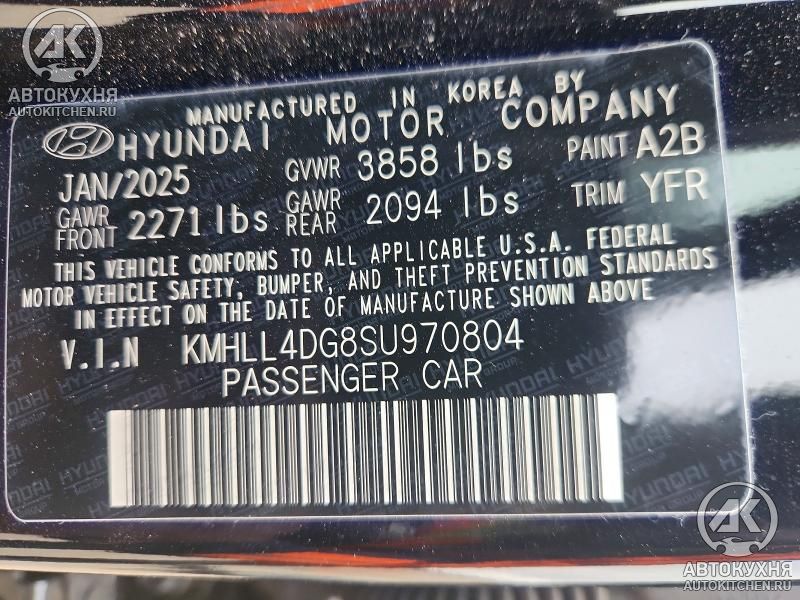 АВТОКУХНЯ
AUTOKITCHEN.RU
MANUFACTURED IN KOREA BY
HYUNDAI MOTOR COMPANY
JAN/2025 GVWR 3858 lbs PAINT A2B
GAWR FRONT 2271 lbs GAWR REAR 2094 lbs TRIM YFR
THIS VEHICLE CONFORMS TO ALL APPLICABLE U.S.A. FEDERAL
MOTOR VEHICLE SAFETY, BUMPER, AND THEFT PREVENTION STANDARDS
IN EFFECT ON THE DATE OF MANUFACTURE SHOWN ABOVE
V.I.N KMHLL4DG8SU970804
PASSENGER CAR
АВТОКУХНЯ
AUTOKITCHEN.RU